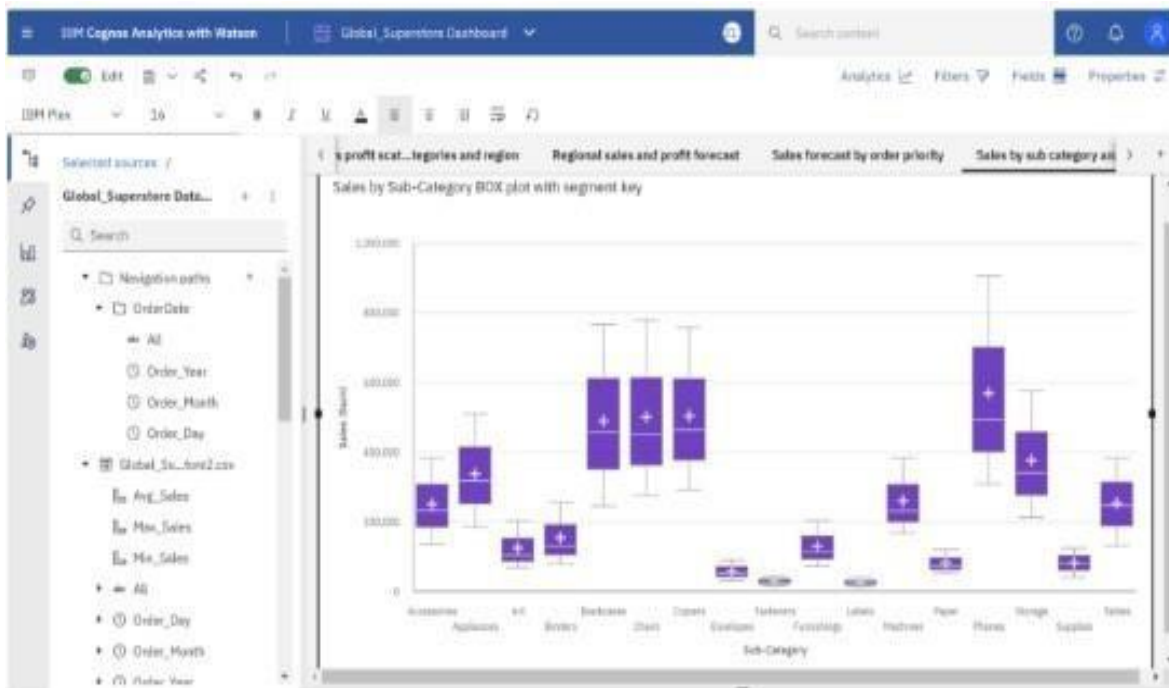 IBM Cognos Analytics with Watson
Global_Superstore Dashboard
Search content
Edit
Analytics
Filters
Fields
Properties
IBM Plex
16
B I U A
Selected sources /
Global_Superstore Data...
Search
Navigation paths
OrderDate
All
Order_Year
Order_Month
Order_Day
Global_Su...tore2.csv
Avg_Sales
Max_Sales
Min_Sales
All
Order_Day
Order_Month
Order_Year
s profit scat...tegories and region
Regional sales and profit forecast
Sales forecast by order priority
Sales by sub category an
Sales by Sub-Category BOX plot with segment key
Sales (Sum)
1,000,000
800,000
600,000
400,000
200,000
0
Accessories
Appliances
Art
Binders
Bookcases
Chairs
Copiers
Envelopes
Fasteners
Furnishings
Labels
Machines
Paper
Phones
Storage
Supplies
Tables
Sub-Category